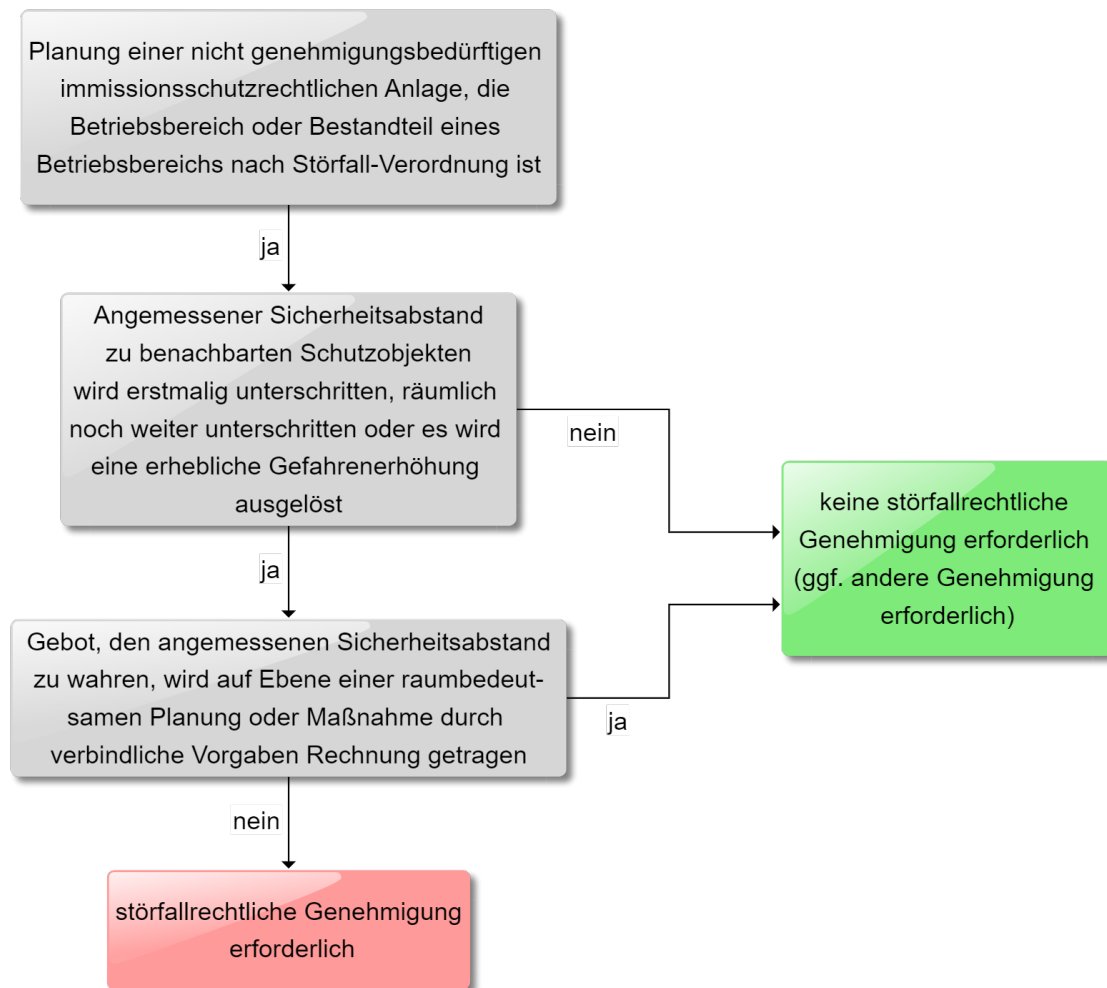 Planung einer nicht genehmigungsbedürftigen
immissionsschutzrechtlichen Anlage, die
Betriebsbereich oder Bestandteil eines
Betriebsbereichs nach Störfall-Verordnung ist
ja
Angemessener Sicherheitsabstand
zu benachbarten Schutzobjekten
wird erstmalig unterschritten, räumlich
noch weiter unterschritten oder es wird
eine erhebliche Gefahrenerhöhung
ausgelöst
nein
keine störfallrechtliche
Genehmigung erforderlich
(ggf. andere Genehmigung
erforderlich)
ja
Gebot, den angemessenen Sicherheitsabstand
zu wahren, wird auf Ebene einer raumbedeut-
samen Planung oder Maßnahme durch
verbindliche Vorgaben Rechnung getragen
ja
nein
störfallrechtliche Genehmigung
erforderlich